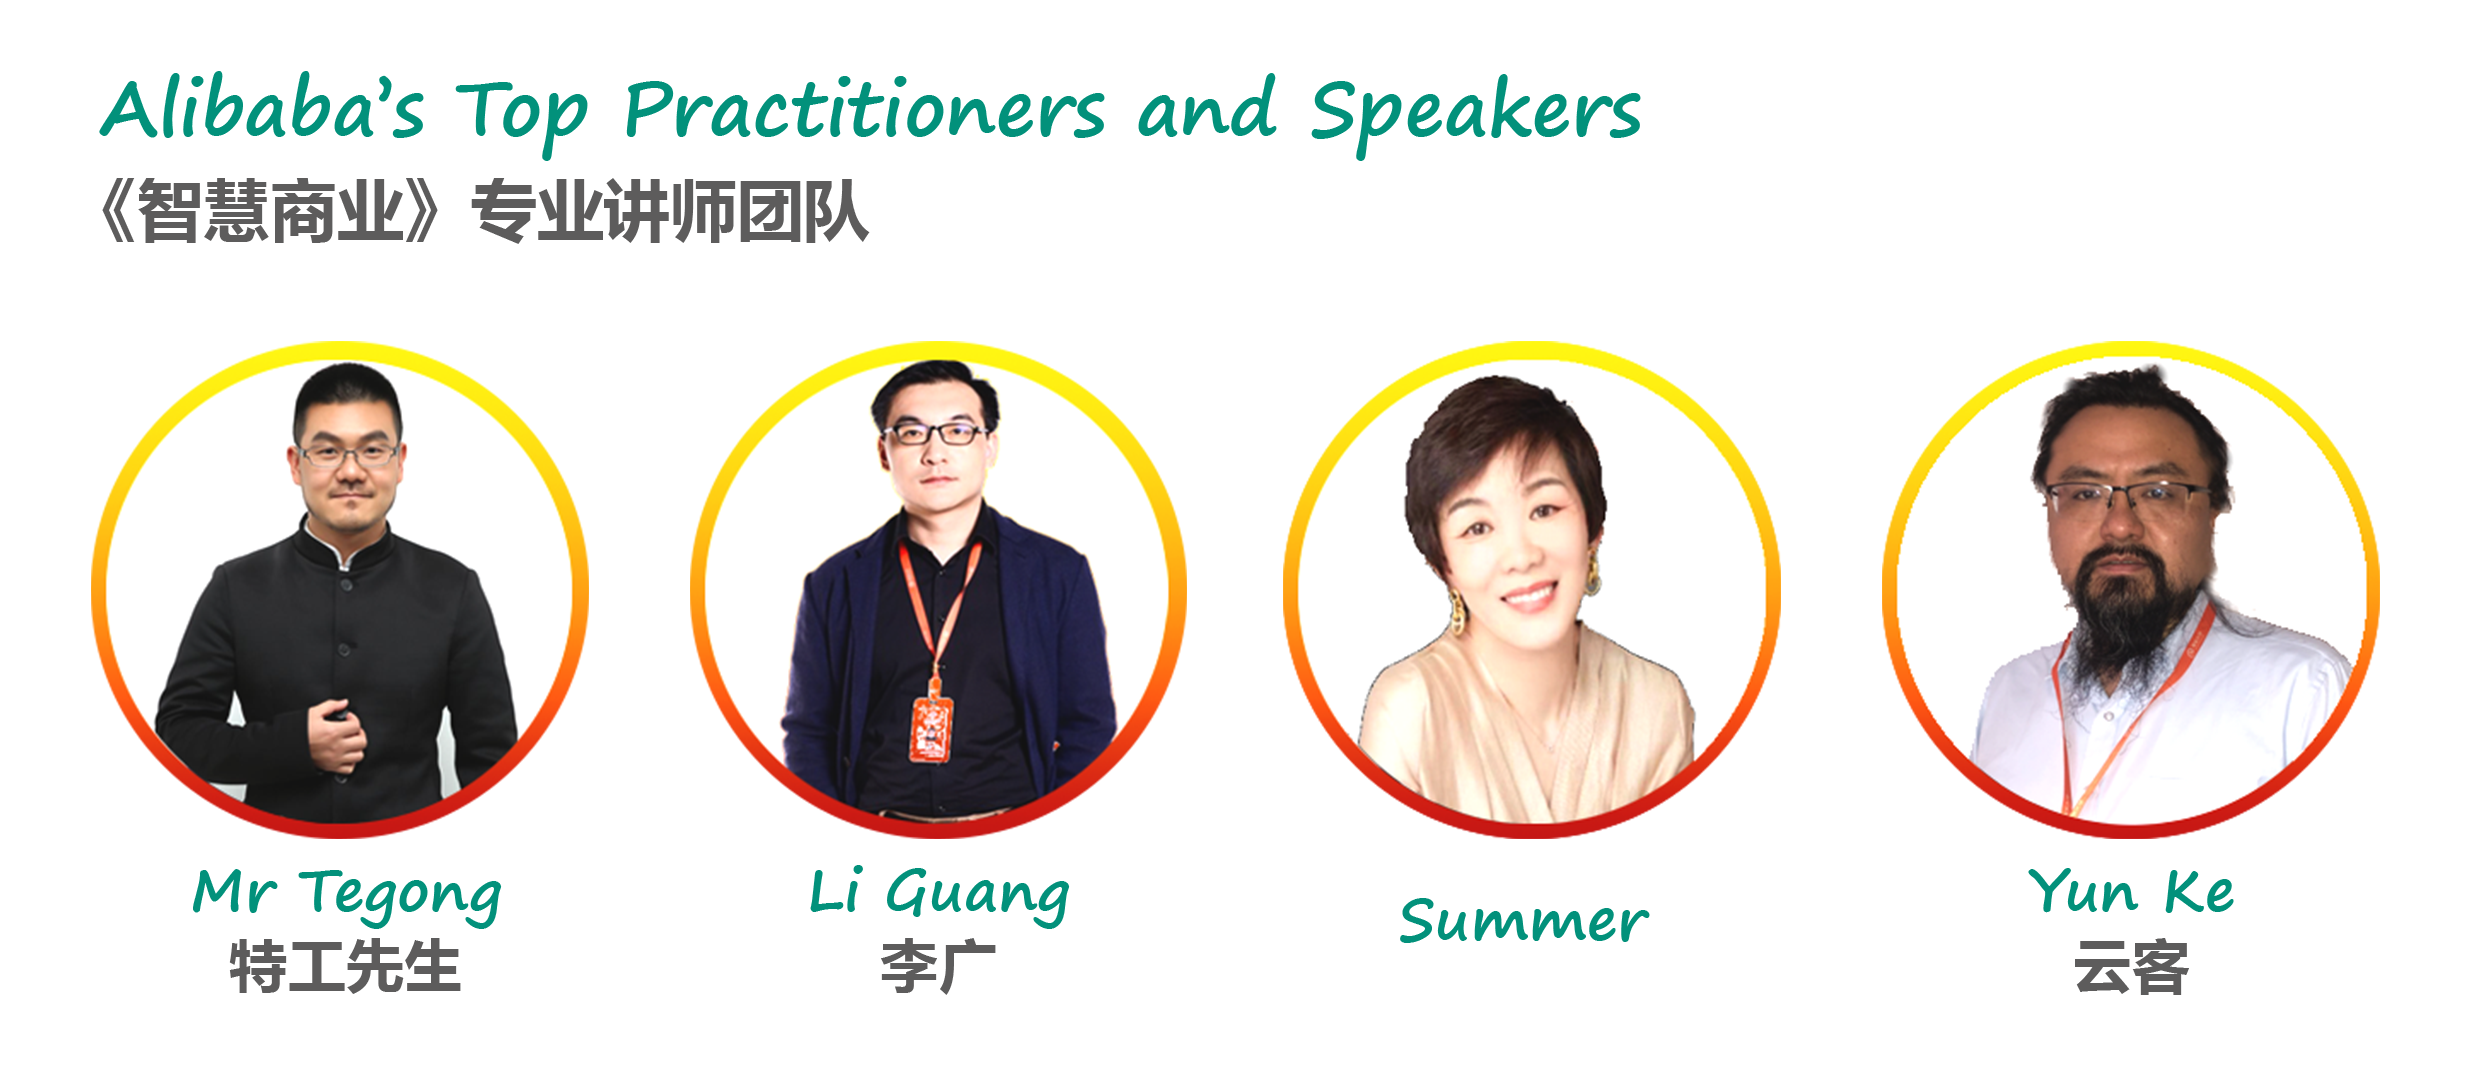 Alibaba's Top Practitioners and Speakers
《智慧商业》专业讲师团队
Mr Tegong
特工先生
Li Guang
李广
Summer
Yun Ke
云客